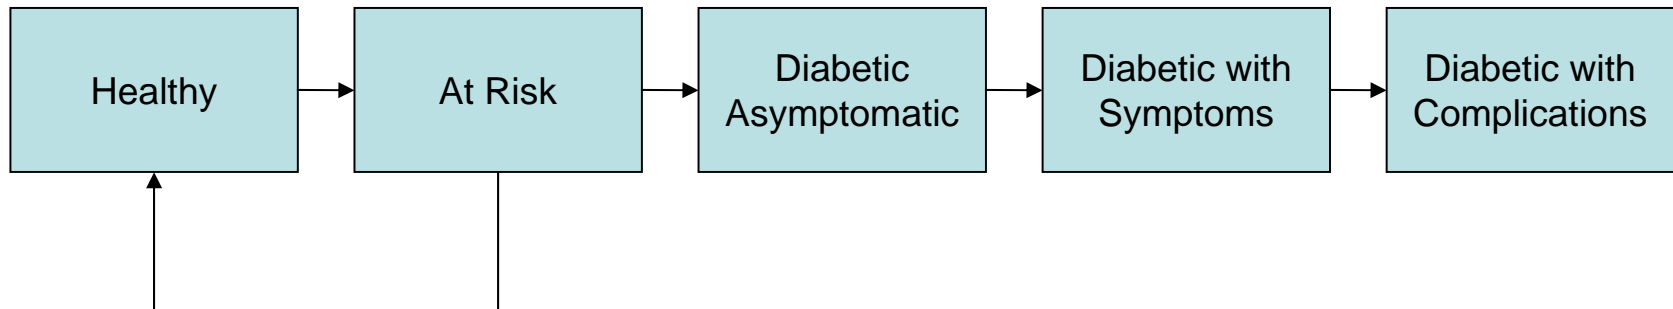 Healthy
At Risk
Diabetic
Asymptomatic
Diabetic with
Symptoms
Diabetic with
Complications